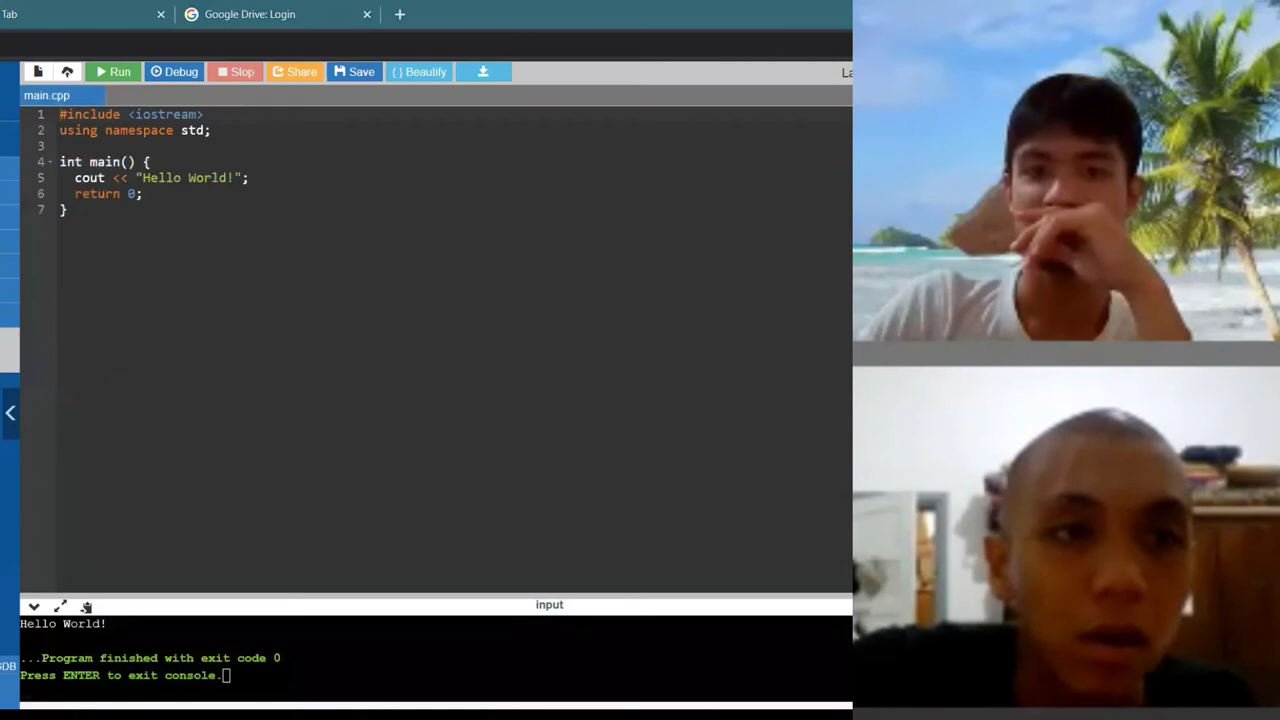 Tab
Google Drive: Login
Run
Debug
Stop
Share
Save
{ } Beautify
La
main.cpp
1 #include <iostream>
2 using namespace std;
3
4 int main() {
5 cout << "Hello World!";
6 return 0;
7 }
input
Hello World!
...Program finished with exit code 0
GDB
Press ENTER to exit console.